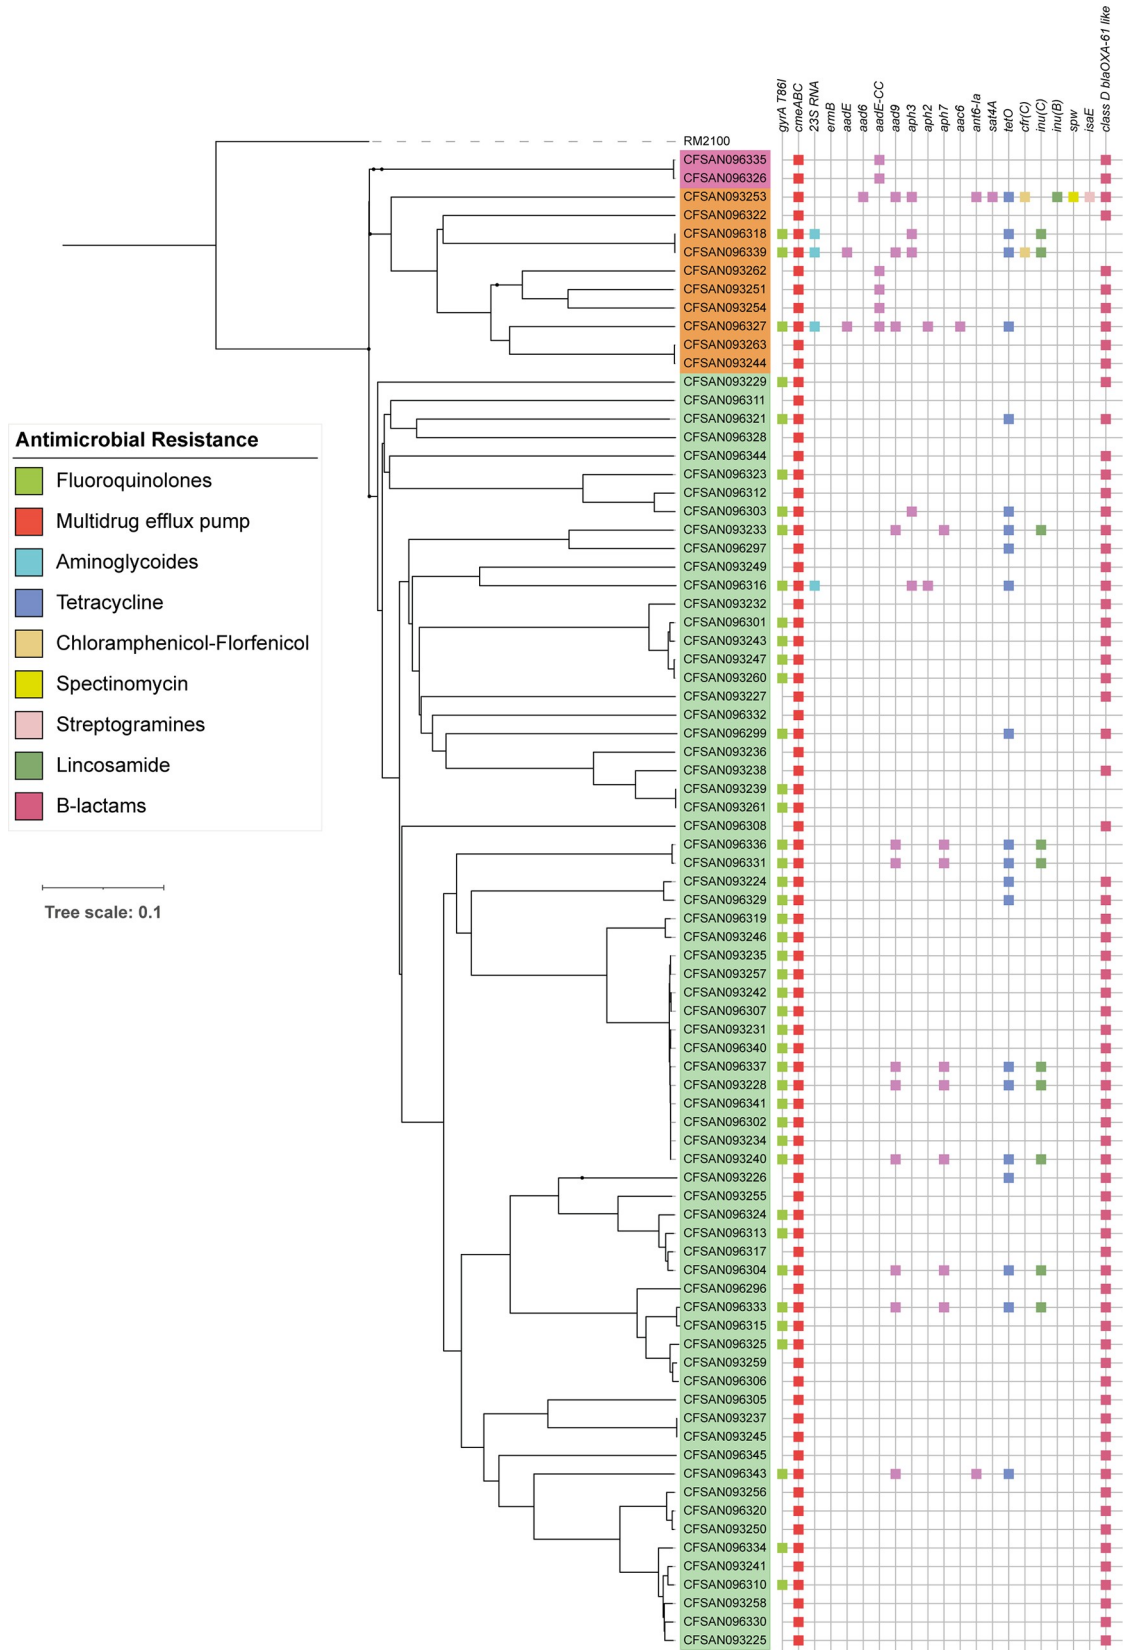 gyrA T86I
cmeABC
23S RNA
ermB
aadE
aad6
aadE-CC
aad9
aph3
aph2
aph7
aac6
ant6-Ia
sat4A
tetO
cfr(C)
inu(C)
inu(B)
spw
isaE
class D blaOXA-61 like
RM2100
CFSAN096335
CFSAN096326
CFSAN093253
CFSAN096322
CFSAN096318
CFSAN096339
CFSAN093262
CFSAN093251
CFSAN093254
CFSAN096327
CFSAN093263
CFSAN093244
CFSAN093229
CFSAN096311
CFSAN096321
CFSAN096328
CFSAN096344
CFSAN096323
CFSAN096312
CFSAN096303
CFSAN093233
CFSAN096297
CFSAN093249
CFSAN096316
CFSAN093232
CFSAN096301
CFSAN093243
CFSAN093247
CFSAN093260
CFSAN093227
CFSAN096332
CFSAN096299
CFSAN093236
CFSAN093238
CFSAN093239
CFSAN093261
CFSAN096308
CFSAN096336
CFSAN096331
CFSAN093224
CFSAN096329
CFSAN096319
CFSAN093246
CFSAN093235
CFSAN093257
CFSAN093242
CFSAN096307
CFSAN093231
CFSAN096340
CFSAN096337
CFSAN093228
CFSAN096341
CFSAN096302
CFSAN093234
CFSAN093240
CFSAN093226
CFSAN093255
CFSAN096324
CFSAN096313
CFSAN096317
CFSAN096304
CFSAN096296
CFSAN096333
CFSAN096315
CFSAN096325
CFSAN093259
CFSAN096306
CFSAN096305
CFSAN093237
CFSAN093245
CFSAN096345
CFSAN096343
CFSAN093256
CFSAN096320
CFSAN093250
CFSAN096334
CFSAN093241
CFSAN096310
CFSAN093258
CFSAN096330
CFSAN093225
Antimicrobial Resistance
Fluoroquinolones
Multidrug efflux pump
Aminoglycoides
Tetracycline
Chloramphenicol-Florfenicol
Spectinomycin
Streptogramines
Lincosamide
B-lactams
Tree scale: 0.1